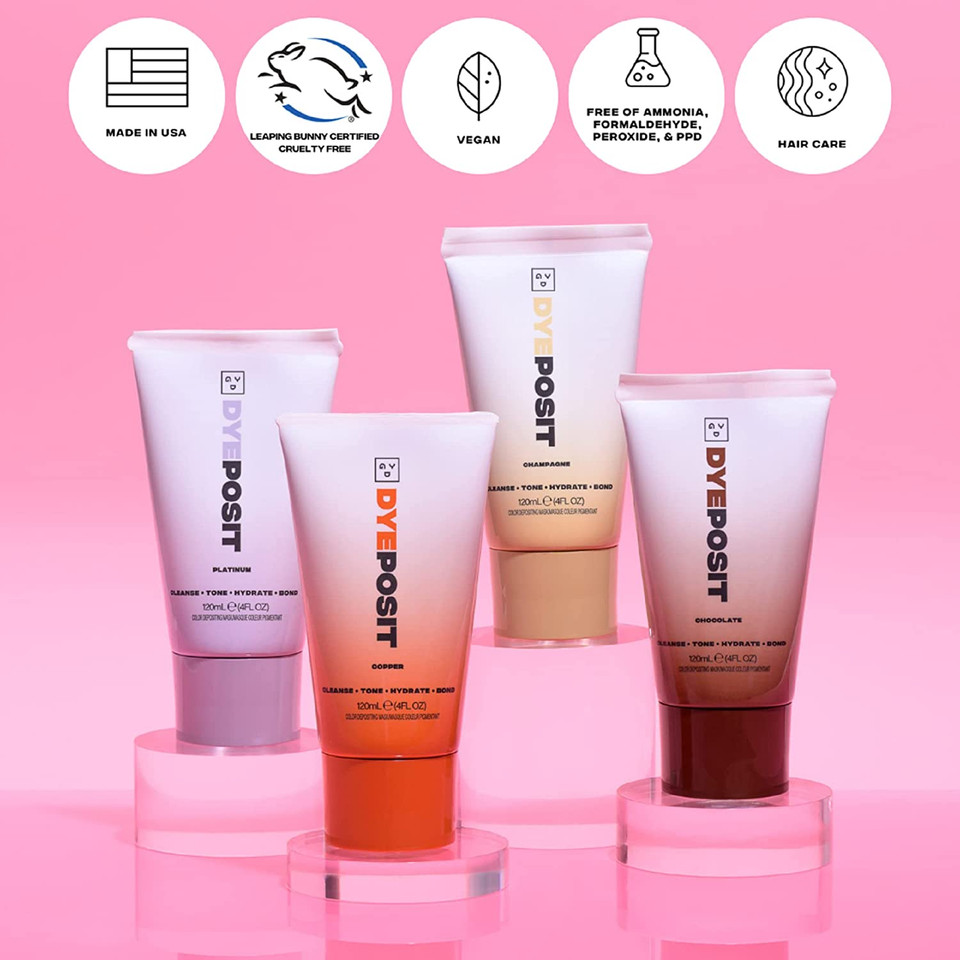 MADE IN USA
LEAPING BUNNY CERTIFIED
CRUELTY FREE
®
VEGAN
FREE OF AMMONIA,
FORMALDEHYDE,
PEROXIDE, & PPD
HAIR CARE
DYEPOSIT
PLATINUM
CLEANSE • TONE • HYDRATE • BOND
120mL ℮ (4FL OZ)
DYEPOSIT
COPPER
CLEANSE • TONE • HYDRATE • BOND
120mL ℮ (4FL OZ)
DYEPOSIT
CHAMPAGNE
CLEANSE • TONE • HYDRATE • BOND
120mL ℮ (4FL OZ)
DYEPOSIT
CHOCOLATE
CLEANSE • TONE • HYDRATE • BOND
120mL ℮ (4FL OZ)